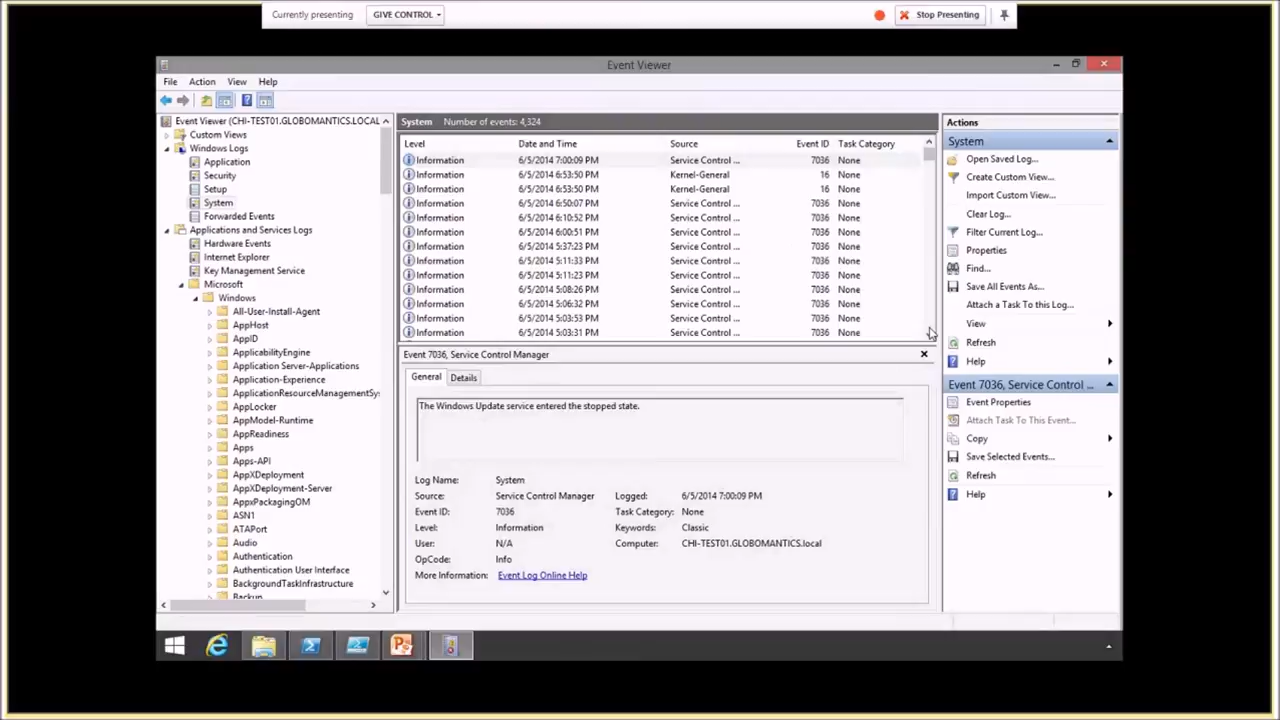 Currently presenting GIVE CONTROL Stop Presenting
Event Viewer
File Action View Help
Event Viewer (CHI-TEST01.GLOBOMANTICS.LOCAL
Custom Views
Windows Logs
Application
Security
Setup
System
Forwarded Events
Applications and Services Logs
Hardware Events
Internet Explorer
Key Management Service
Microsoft
Windows
All-User-Install-Agent
AppHost
AppID
ApplicabilityEngine
Application Server-Applications
Application-Experience
ApplicationResourceManagementSy
AppLocker
AppModel-Runtime
AppReadiness
Apps
Apps-API
AppXDeployment
AppXDeployment-Server
AppxPackagingOM
ASN1
ATAPort
Audio
Authentication
Authentication User Interface
BackgroundTaskInfrastructure
Backup
System Number of events: 4,324
Level Date and Time Source Event ID Task Category
Information 6/5/2014 7:00:09 PM Service Control ... 7036 None
Information 6/5/2014 6:53:50 PM Kernel-General 16 None
Information 6/5/2014 6:53:50 PM Kernel-General 16 None
Information 6/5/2014 6:50:07 PM Service Control ... 7036 None
Information 6/5/2014 6:10:52 PM Service Control ... 7036 None
Information 6/5/2014 6:00:51 PM Service Control ... 7036 None
Information 6/5/2014 5:37:23 PM Service Control ... 7036 None
Information 6/5/2014 5:11:33 PM Service Control ... 7036 None
Information 6/5/2014 5:11:23 PM Service Control ... 7036 None
Information 6/5/2014 5:08:26 PM Service Control ... 7036 None
Information 6/5/2014 5:06:32 PM Service Control ... 7036 None
Information 6/5/2014 5:03:53 PM Service Control ... 7036 None
Information 6/5/2014 5:03:31 PM Service Control ... 7036 None
Event 7036, Service Control Manager
General Details
The Windows Update service entered the stopped state.
Log Name: System
Source: Service Control Manager Logged: 6/5/2014 7:00:09 PM
Event ID: 7036 Task Category: None
Level: Information Keywords: Classic
User: N/A Computer: CHI-TEST01.GLOBOMANTICS.local
OpCode: Info
More Information: Event Log Online Help
Actions
System
Open Saved Log...
Create Custom View...
Import Custom View...
Clear Log...
Filter Current Log...
Properties
Find...
Save All Events As...
Attach a Task To this Log...
View
Refresh
Help
Event 7036, Service Control ...
Event Properties
Attach Task To This Event...
Copy
Save Selected Events...
Refresh
Help